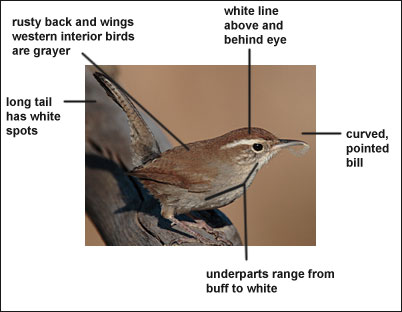 rusty back and wings
western interior birds
are grayer
white line
above and
behind eye
long tail
has white
spots
curved,
pointed
bill
underparts range from
buff to white